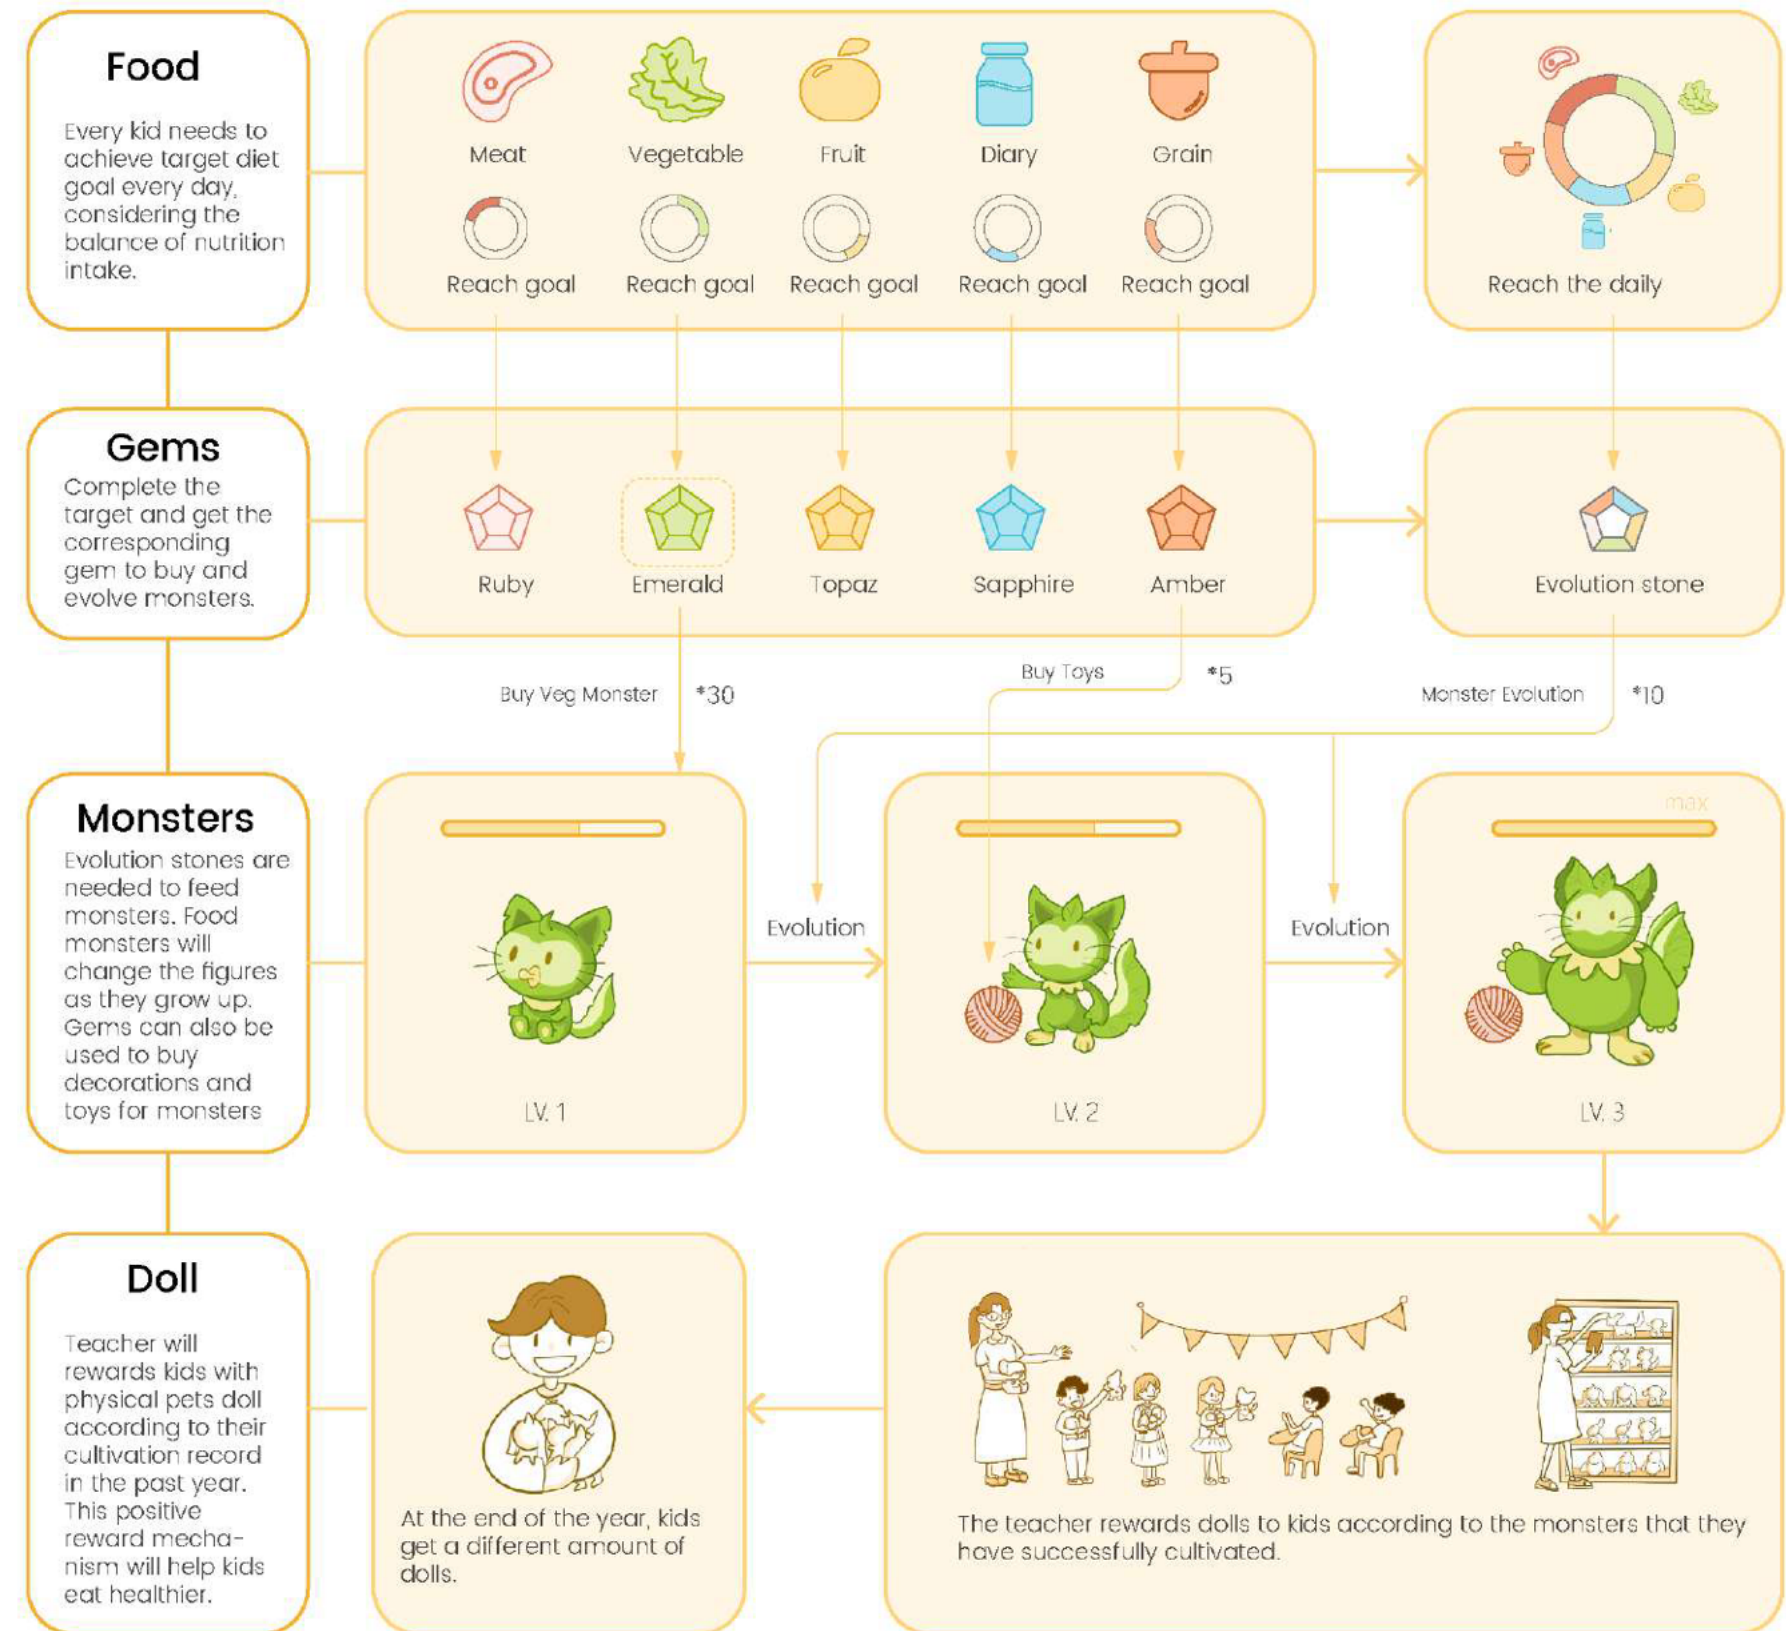 Food
Every kid needs to
achieve target diet
goal every day,
considering the
balance of nutrition
intake.
Meat
Vegetable
Fruit
Diary
Grain
Reach goal
Reach goal
Reach goal
Reach goal
Reach goal
Reach the daily
Gems
Complete the
target and get the
corresponding
gem to buy and
evolve monsters.
Ruby
Emerald
Topaz
Sapphire
Amber
Evolution stone
Buy Veg Monster
*30
Buy Toys
*5
Monster Evolution
*10
Monsters
Evolution stones are
needed to feed
monsters. Food
monsters will
change the figures
as they grow up.
Gems can also be
used to buy
decorations and
toys for monsters
LV. 1
Evolution
LV. 2
Evolution
max
LV. 3
Doll
Teacher will
rewards kids with
physical pets doll
according to their
cultivation record
in the past year.
This positive
reward mecha-
nism will help kids
eat healthier.
At the end of the year, kids
get a different amount of
dolls.
The teacher rewards dolls to kids according to the monsters that they
have successfully cultivated.